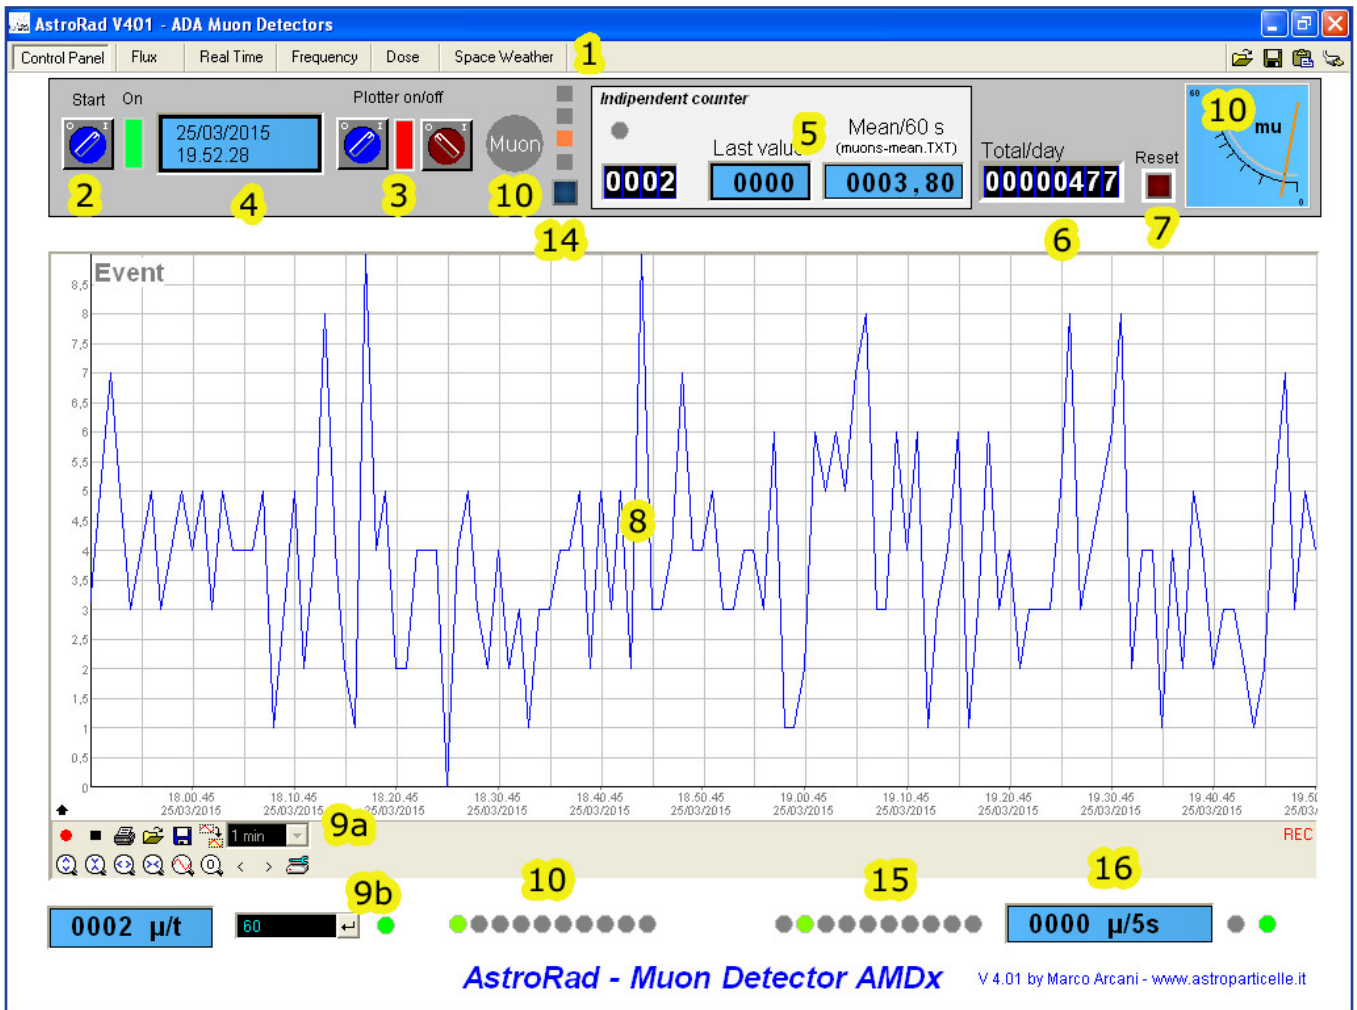 AstroRad V401 - ADA Muon Detectors
Control Panel Flux Real Time Frequency Dose Space Weather 1
Start On Plotter on/off Indipendent counter 60 10 mu
25/03/2015
19.52.28
O I O I O I
Muon
Last value 5 Mean/60 s
(muons-mean.TXT)
Total/day Reset
0002 0000 0003,80 00000477 0
2 4 3 10 14 6 7
Event
8,5
8
7,5
7
6,5
6
5,5
5
4,5 8
4
3,5
3
2,5
2
1,5
1
0,5
0
18.00.45 18.10.45 18.20.45 18.30.45 18.40.45 18.50.45 19.00.45 19.10.45 19.20.45 19.30.45 19.40.45
25/03/2015 25/03/2015 25/03/2015 25/03/2015 25/03/2015 25/03/2015 25/03/2015 25/03/2015 25/03/2015 25/03/2015 25/03/2015
1 min 9a REC
0 < >
9b 10 15 16
0002 µ/t 60 0000 µ/5s
AstroRad - Muon Detector AMDx V 4.01 by Marco Arcani - www.astroparticelle.it